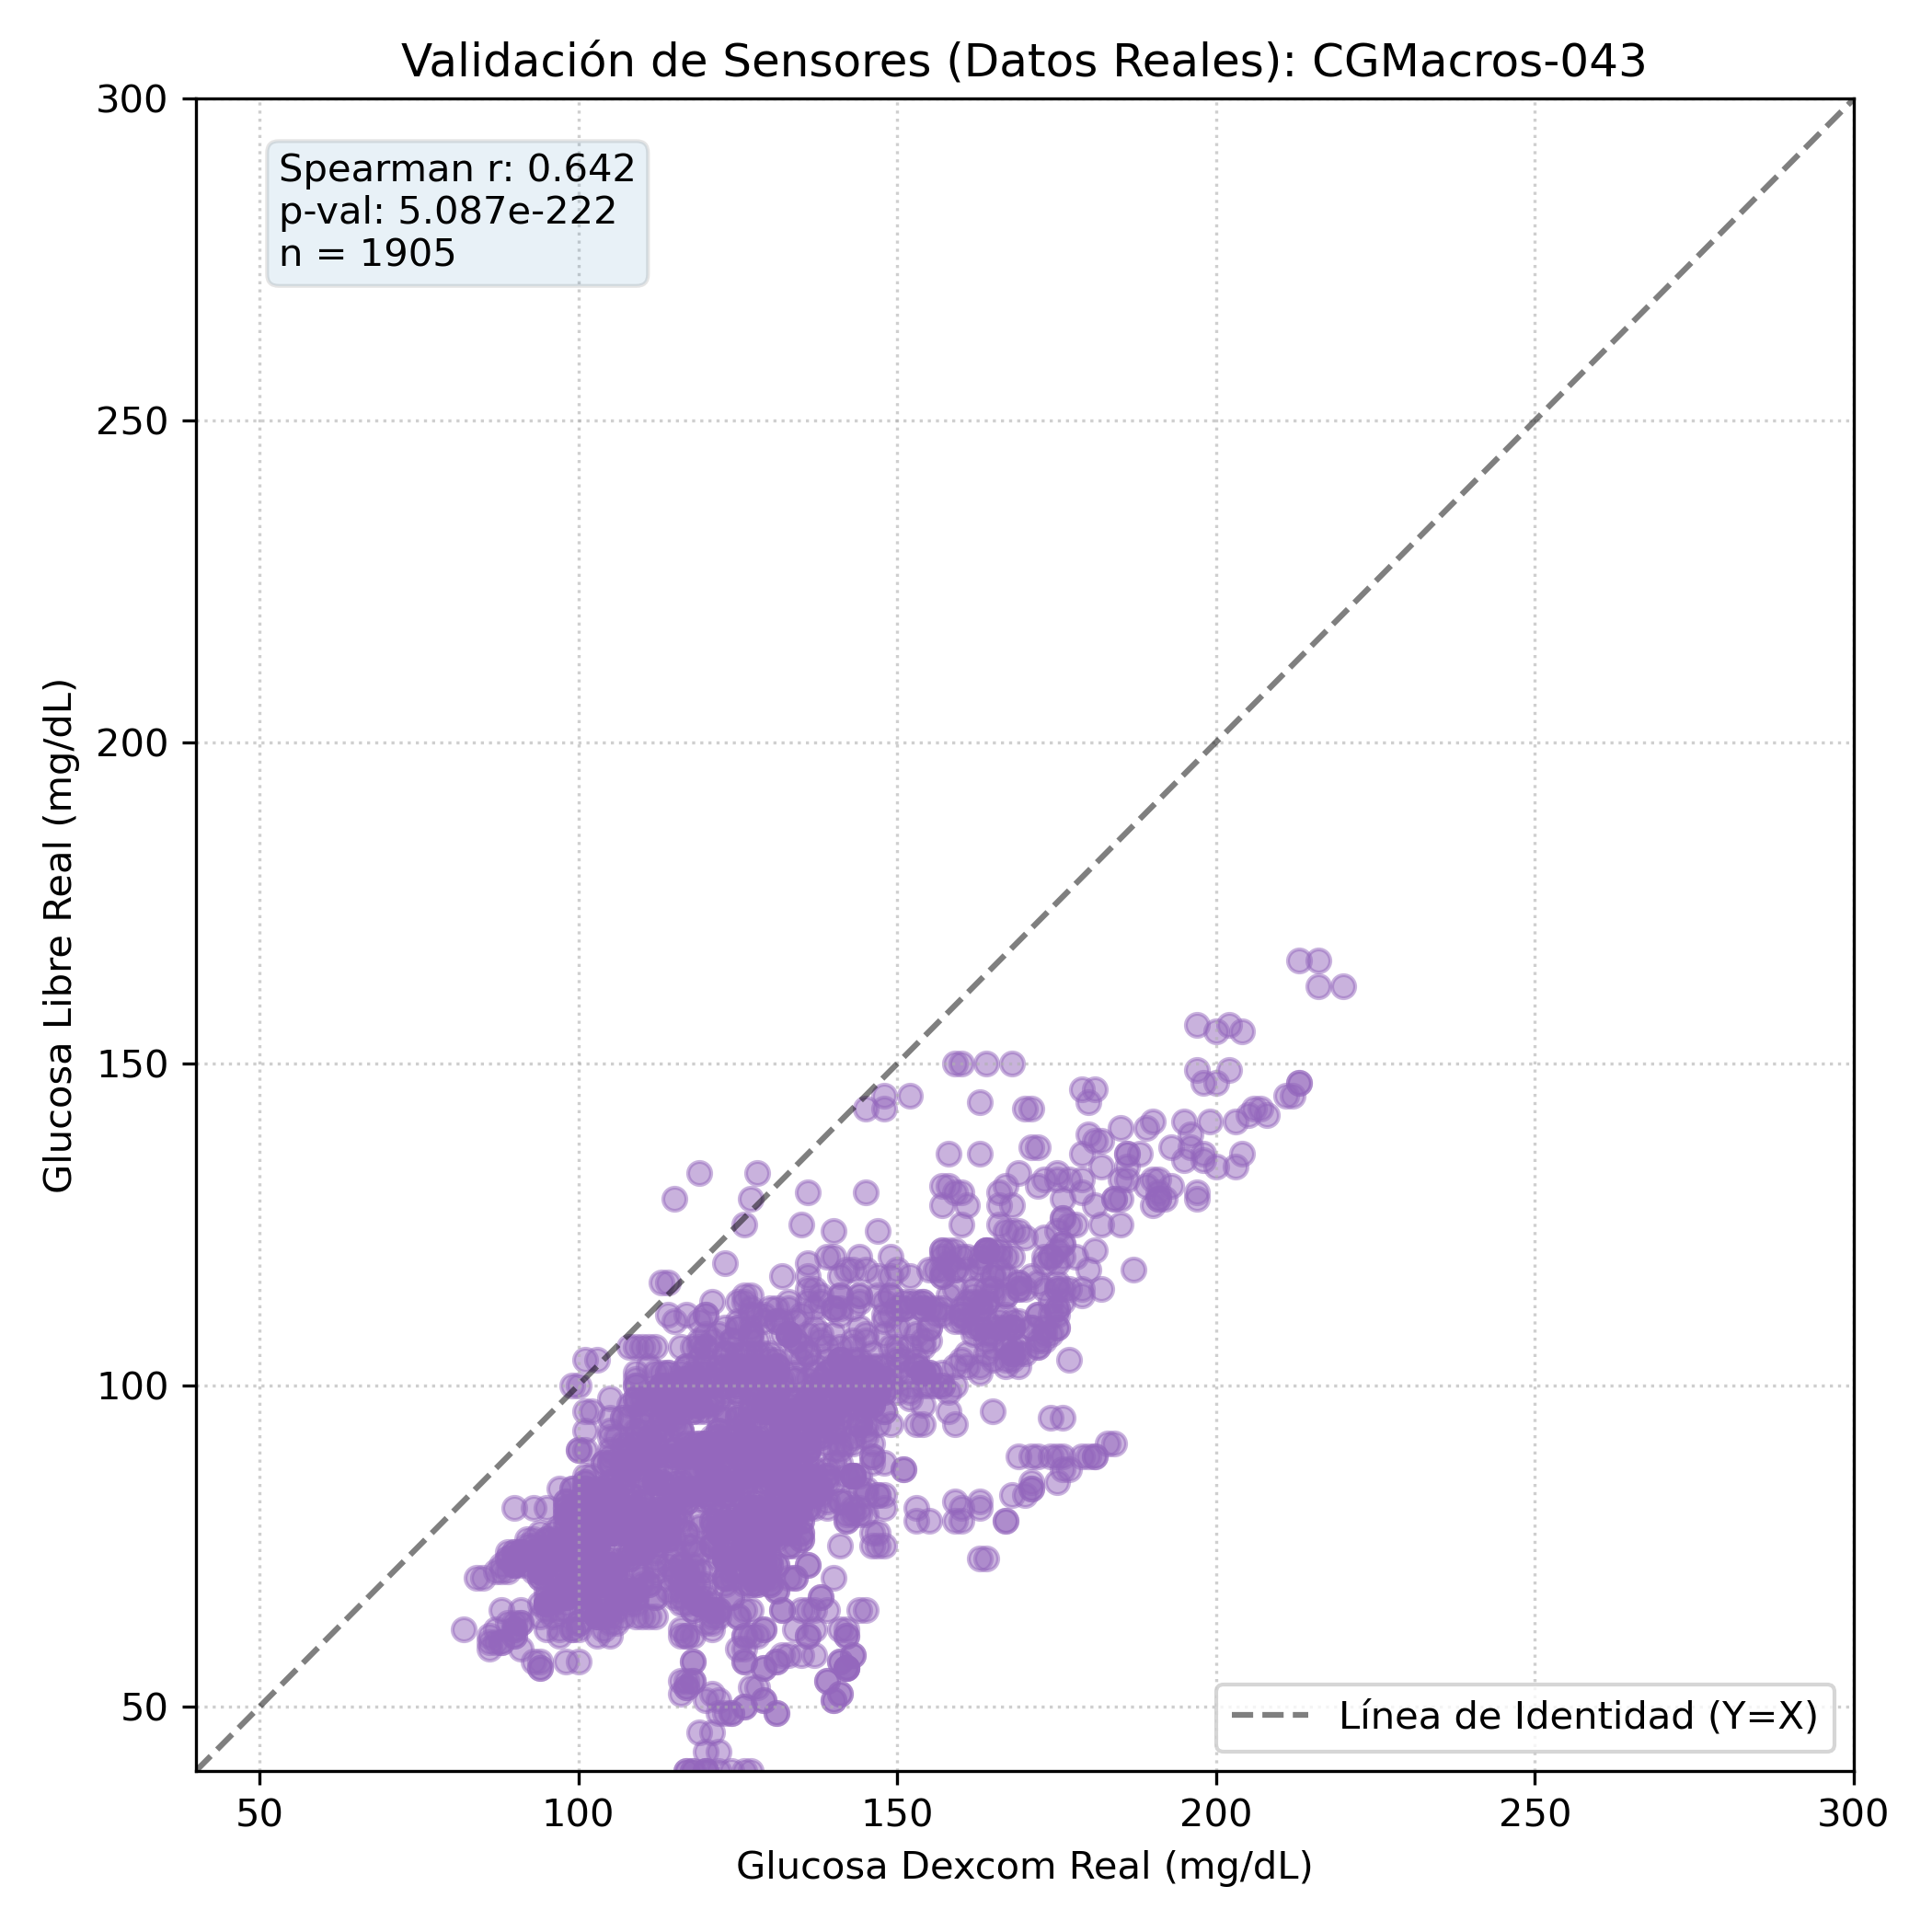 Validación de Sensores (Datos Reales): CGMacros-043
300
250
200
150
100
50
Glucosa Libre Real (mg/dL)
Spearman r: 0.642
p-val: 5.087e-222
n = 1905
Línea de Identidad (Y=X)
50
100
150
200
250
300
Glucosa Dexcom Real (mg/dL)